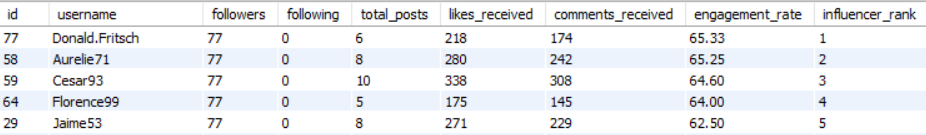 id username followers following total_posts likes_received comments_received engagement_rate influencer_rank
77 Donald.Fritsch 77 0 6 218 174 65.33 1
58 Aurelie71 77 0 8 280 242 65.25 2
59 Cesar93 77 0 10 338 308 64.60 3
64 Florence99 77 0 5 175 145 64.00 4
29 Jaime53 77 0 8 271 229 62.50 5